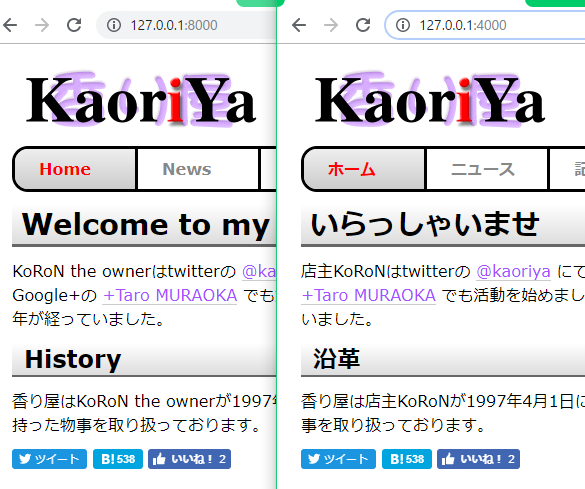 127.0.0.1:8000
KaoriYa
Home News
Welcome to my
KoRoN the ownerはtwitterの @ka
Google+の +Taro MURAOKA でも
年が経っていました。
History
香り屋はKoRoN the ownerが1997
持った物事を取り扱っております。
ツイート B!538 いいね! 2
127.0.0.1:4000
KaoriYa
ホーム ニュース
いらっしゃいませ
店主KoRoNはtwitterの @kaoriya にて
+Taro MURAOKA でも活動を始めまし
いました。
沿革
香り屋は店主KoRoNが1997年4月1日に
事を取り扱っております。
ツイート B!538 いいね! 2